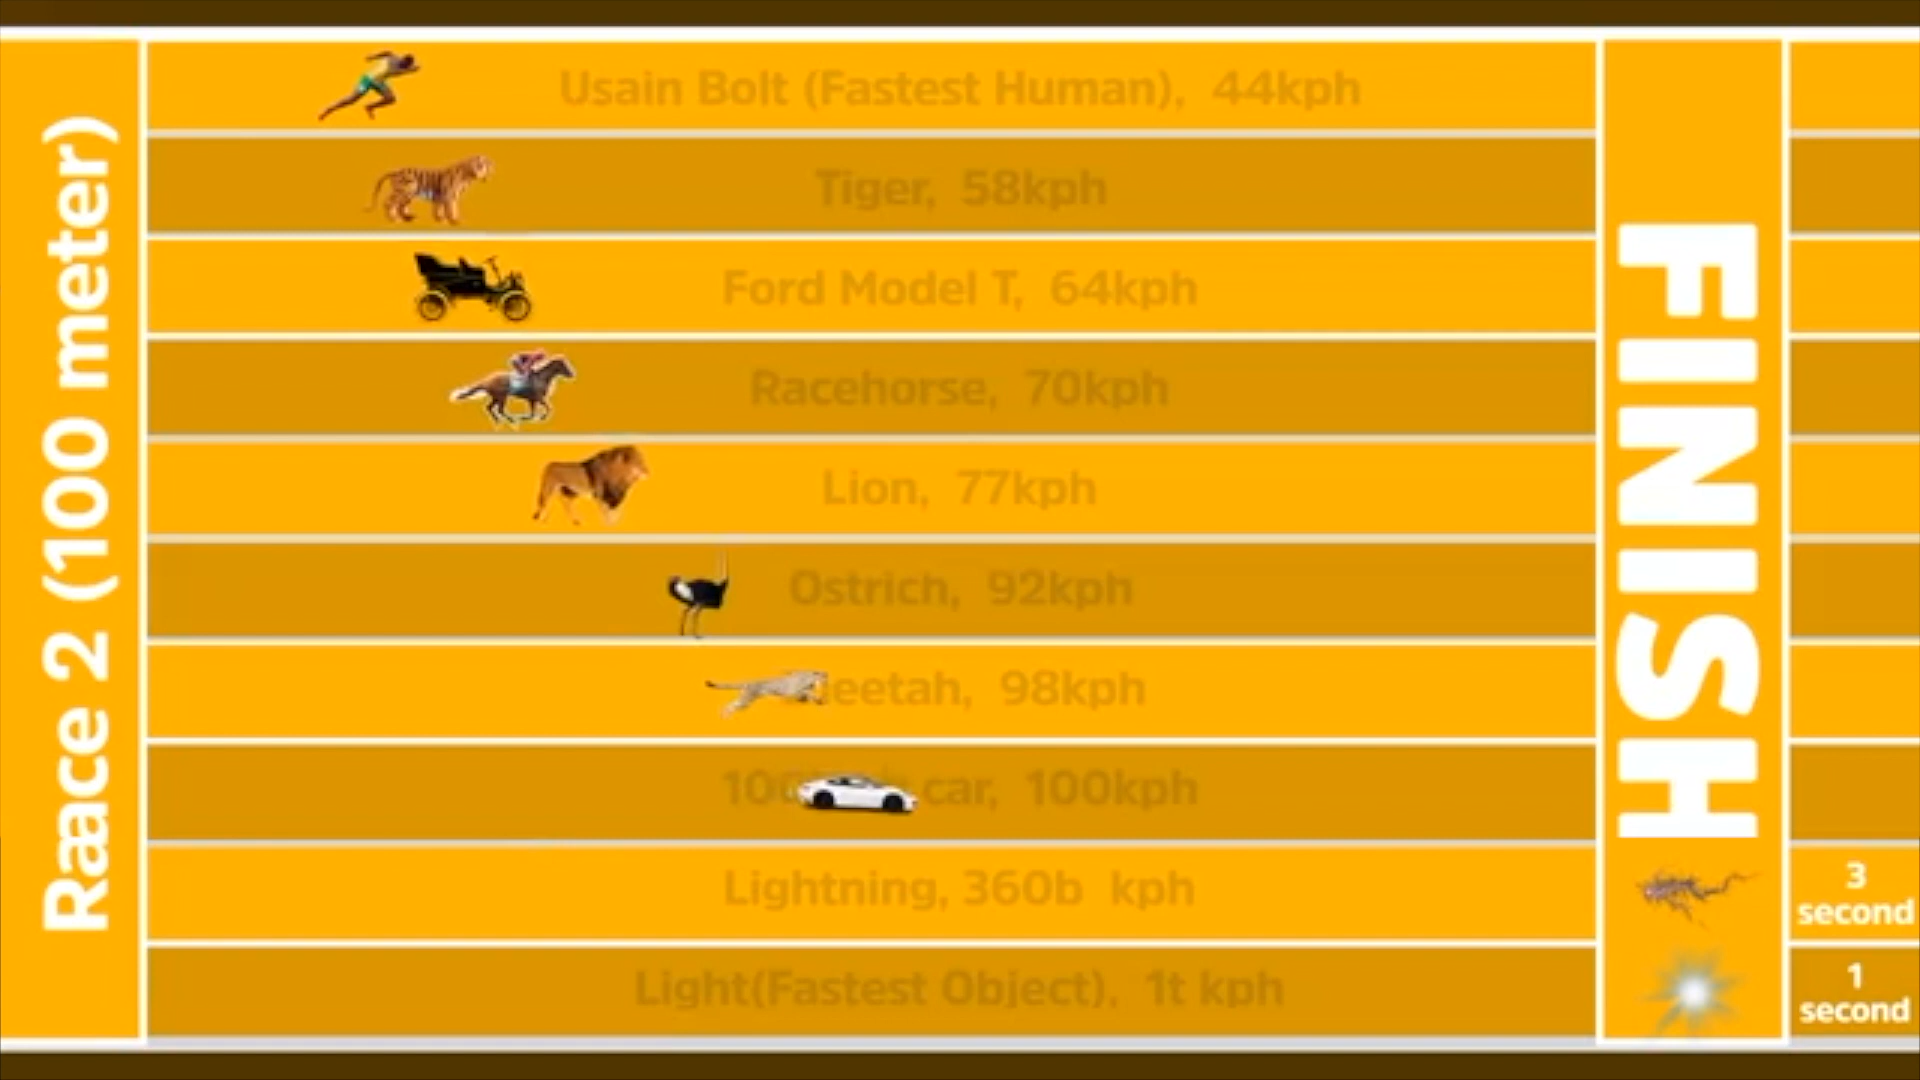 Raace 2 (100 meter)
Usain Bolt (Fastest Human), 44kph
Tiger, 58kph
Ford Model T, 64kph
Racehorse, 70kph
Lion, 77kph
Ostrich, 92kph
eetah, 98kph
100 car, 100kph
Lightning, 360b kph
Light(Fastest Object), 1t kph
FINISH
3
second
1
second